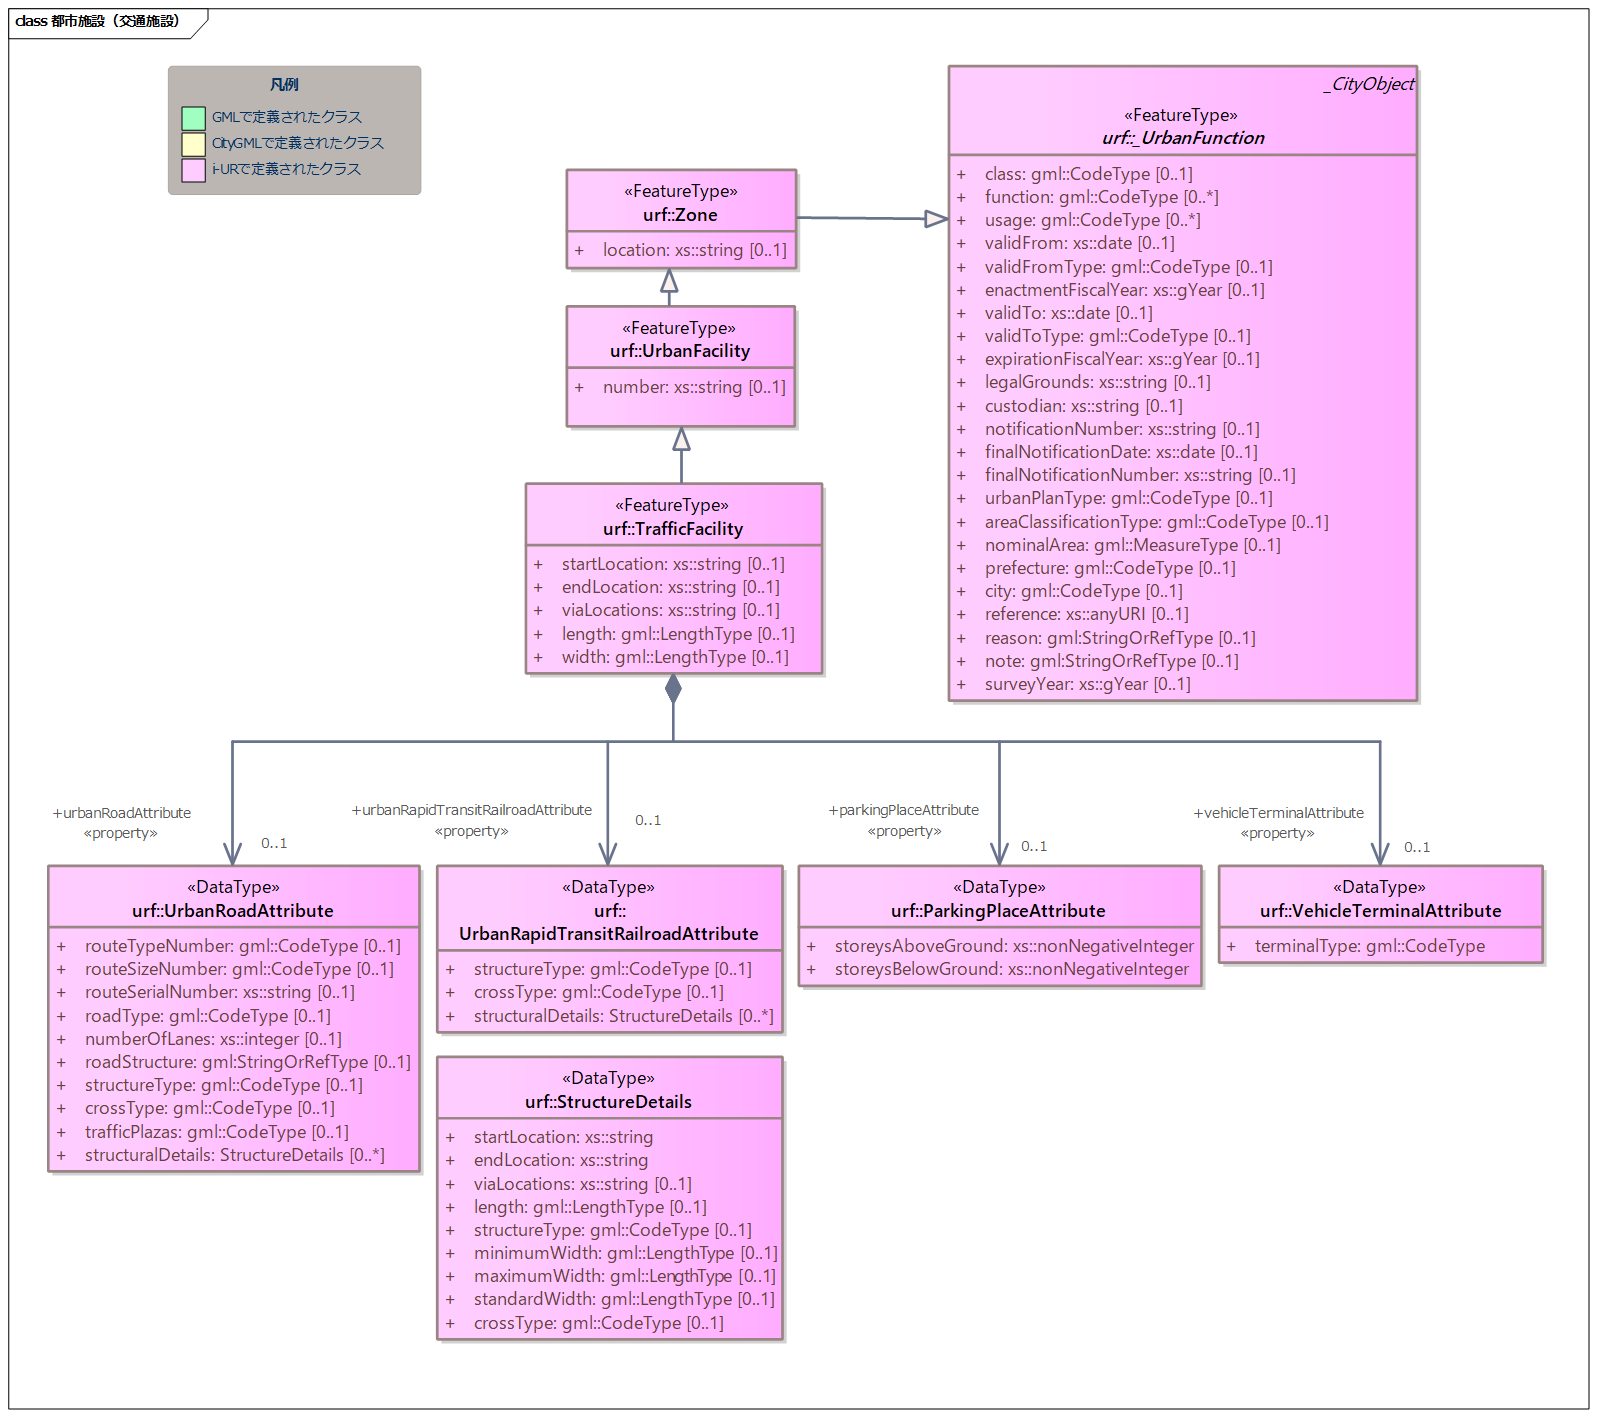 class 都市施設（交通施設）
凡例
GMLで定義されたクラス
CityGMLで定義されたクラス
i-URで定義されたクラス
_CityObject
«FeatureType»
urf::_UrbanFunction
+ class: gml::CodeType [0..1]
+ function: gml::CodeType [0..*]
+ usage: gml::CodeType [0..*]
+ validFrom: xs::date [0..1]
+ validFromType: gml::CodeType [0..1]
+ enactmentFiscalYear: xs::gYear [0..1]
+ validTo: xs::date [0..1]
+ validToType: gml::CodeType [0..1]
+ expirationFiscalYear: xs::gYear [0..1]
+ legalGrounds: xs::string [0..1]
+ custodian: xs::string [0..1]
+ notificationNumber: xs::string [0..1]
+ finalNotificationDate: xs::date [0..1]
+ finalNotificationNumber: xs::string [0..1]
+ urbanPlanType: gml::CodeType [0..1]
+ areaClassificationType: gml::CodeType [0..1]
+ nominalArea: gml::MeasureType [0..1]
+ prefecture: gml::CodeType [0..1]
+ city: gml::CodeType [0..1]
+ reference: xs::anyURI [0..1]
+ reason: gml:StringOrRefType [0..1]
+ note: gml:StringOrRefType [0..1]
+ surveyYear: xs::gYear [0..1]
«FeatureType»
urf::Zone
+ location: xs::string [0..1]
«FeatureType»
urf::UrbanFacility
+ number: xs::string [0..1]
«FeatureType»
urf::TrafficFacility
+ startLocation: xs::string [0..1]
+ endLocation: xs::string [0..1]
+ viaLocations: xs::string [0..1]
+ length: gml::LengthType [0..1]
+ width: gml::LengthType [0..1]
+urbanRoadAttribute
«property»
0..1
+urbanRapidTransitRailroadAttribute
«property»
0..1
+parkingPlaceAttribute
«property»
0..1
+vehicleTerminalAttribute
«property»
0..1
«DataType»
urf::UrbanRoadAttribute
+ routeTypeNumber: gml::CodeType [0..1]
+ routeSizeNumber: gml::CodeType [0..1]
+ routeSerialNumber: xs::string [0..1]
+ roadType: gml::CodeType [0..1]
+ numberOfLanes: xs::integer [0..1]
+ roadStructure: gml:StringOrRefType [0..1]
+ structureType: gml::CodeType [0..1]
+ crossType: gml::CodeType [0..1]
+ trafficPlazas: gml::CodeType [0..1]
+ structuralDetails: StructureDetails [0..*]
«DataType»
urf::
UrbanRapidTransitRailroadAttribute
+ structureType: gml::CodeType [0..1]
+ crossType: gml::CodeType [0..1]
+ structuralDetails: StructureDetails [0..*]
«DataType»
urf::ParkingPlaceAttribute
+ storeysAboveGround: xs::nonNegativeInteger
+ storeysBelowGround: xs::nonNegativeInteger
«DataType»
urf::VehicleTerminalAttribute
+ terminalType: gml::CodeType
«DataType»
urf::StructureDetails
+ startLocation: xs::string
+ endLocation: xs::string
+ viaLocations: xs::string [0..1]
+ length: gml::LengthType [0..1]
+ structureType: gml::CodeType [0..1]
+ minimumWidth: gml::LengthType [0..1]
+ maximumWidth: gml::LengthType [0..1]
+ standardWidth: gml::LengthType [0..1]
+ crossType: gml::CodeType [0..1]